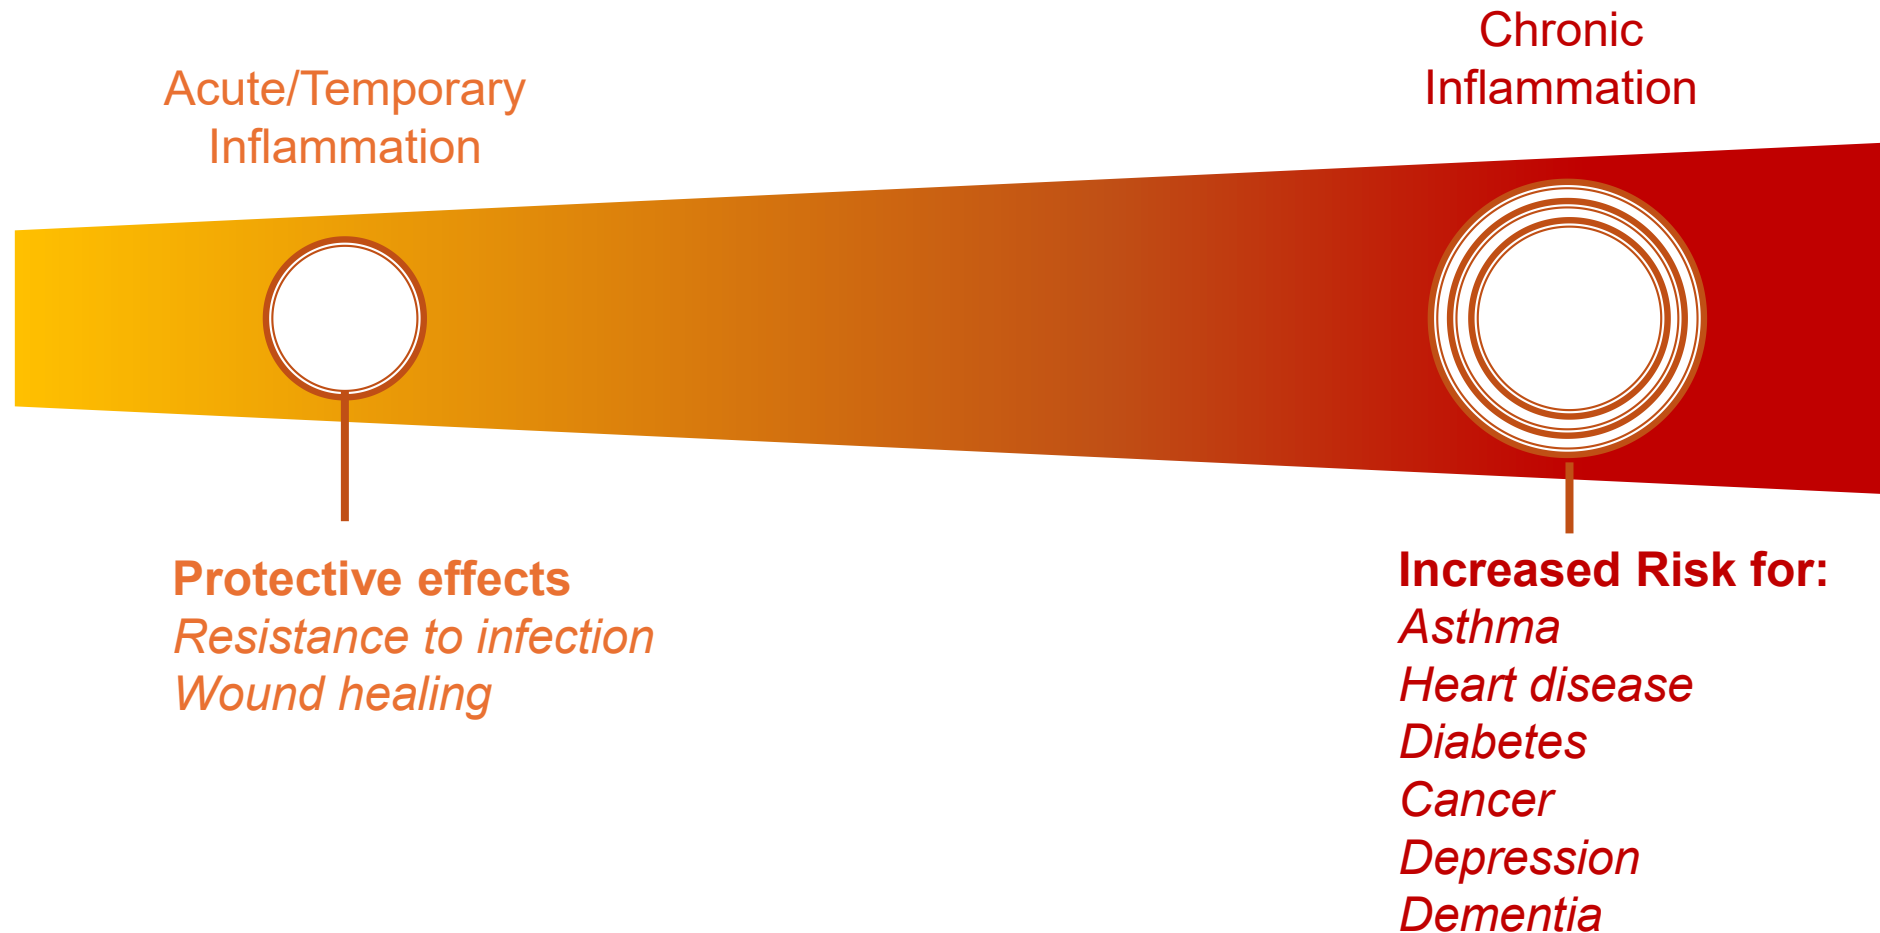 Acute/Temporary
Inflammation
Chronic
Inflammation
Protective effects
Resistance to infection
Wound healing
Increased Risk for:
Asthma
Heart disease
Diabetes
Cancer
Depression
Dementia